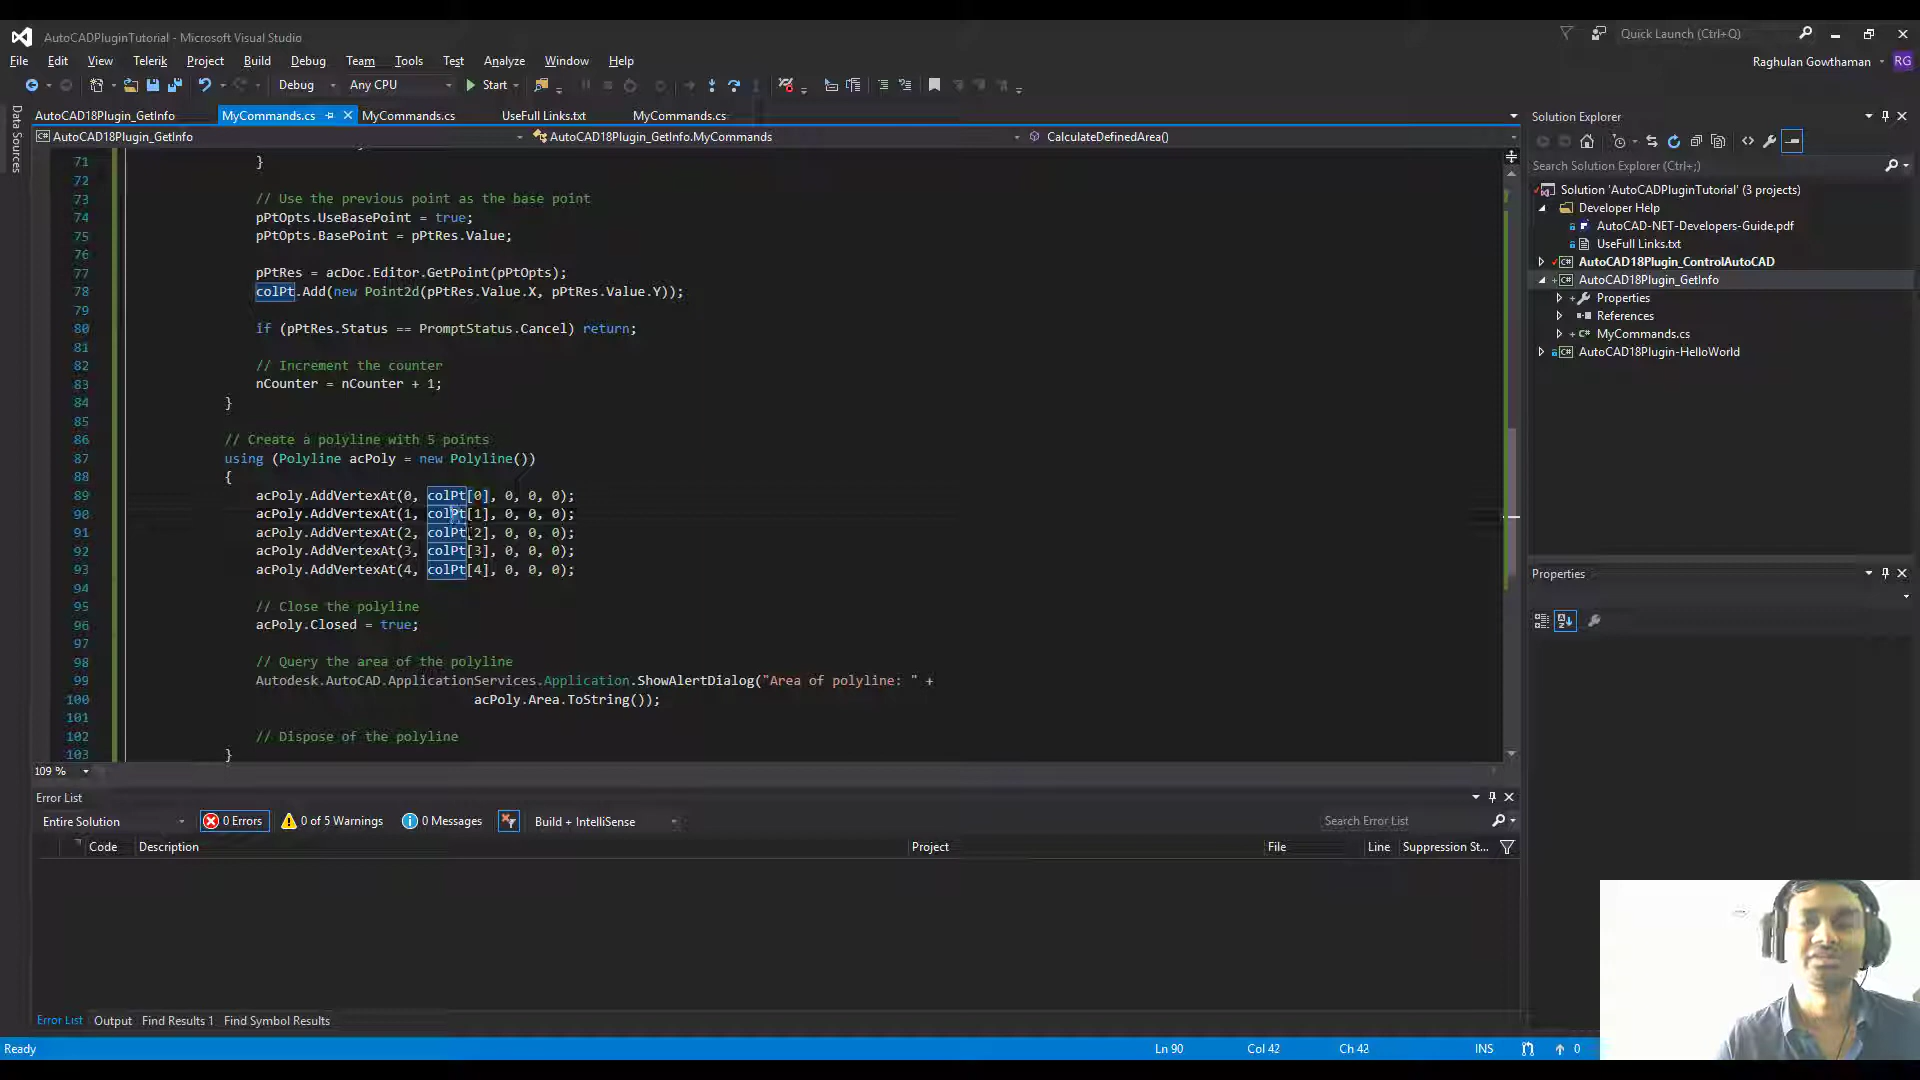 AutoCADPluginTutorial - Microsoft Visual Studio
Quick Launch (Ctrl+Q)
File Edit View Telerik Project Build Debug Team Tools Test Analyze Window Help
Raghulan Gowthaman RG
Debug Any CPU Start
AutoCAD18Plugin_GetInfo MyCommands.cs MyCommands.cs UseFull Links.txt MyCommands.cs
AutoCAD18Plugin_GetInfo AutoCAD18Plugin_GetInfo.MyCommands CalculateDefinedArea()
Data Sources
71 }
72
73 // Use the previous point as the base point
74 pPtOpts.UseBasePoint = true;
75 pPtOpts.BasePoint = pPtRes.Value;
76
77 pPtRes = acDoc.Editor.GetPoint(pPtOpts);
78 colPt.Add(new Point2d(pPtRes.Value.X, pPtRes.Value.Y));
79
80 if (pPtRes.Status == PromptStatus.Cancel) return;
81
82 // Increment the counter
83 nCounter = nCounter + 1;
84 }
85
86 // Create a polyline with 5 points
87 using (Polyline acPoly = new Polyline())
88 {
89 acPoly.AddVertexAt(0, colPt[0], 0, 0, 0);
90 acPoly.AddVertexAt(1, colPt[1], 0, 0, 0);
91 acPoly.AddVertexAt(2, colPt[2], 0, 0, 0);
92 acPoly.AddVertexAt(3, colPt[3], 0, 0, 0);
93 acPoly.AddVertexAt(4, colPt[4], 0, 0, 0);
94
95 // Close the polyline
96 acPoly.Closed = true;
97
98 // Query the area of the polyline
99 Autodesk.AutoCAD.ApplicationServices.Application.ShowAlertDialog("Area of polyline: " +
100 acPoly.Area.ToString());
101
102 // Dispose of the polyline
103 }
109 %
Solution Explorer
Search Solution Explorer (Ctrl+;)
Solution 'AutoCADPluginTutorial' (3 projects)
Developer Help
AutoCAD-NET-Developers-Guide.pdf
UseFull Links.txt
AutoCAD18Plugin_ControlAutoCAD
AutoCAD18Plugin_GetInfo
Properties
References
MyCommands.cs
AutoCAD18Plugin-HelloWorld
Properties
Error List
Entire Solution 0 Errors 0 of 5 Warnings 0 Messages Build + IntelliSense Search Error List
Code Description Project File Line Suppression St...
Error List Output Find Results 1 Find Symbol Results
Ready Ln 90 Col 42 Ch 42 INS 0